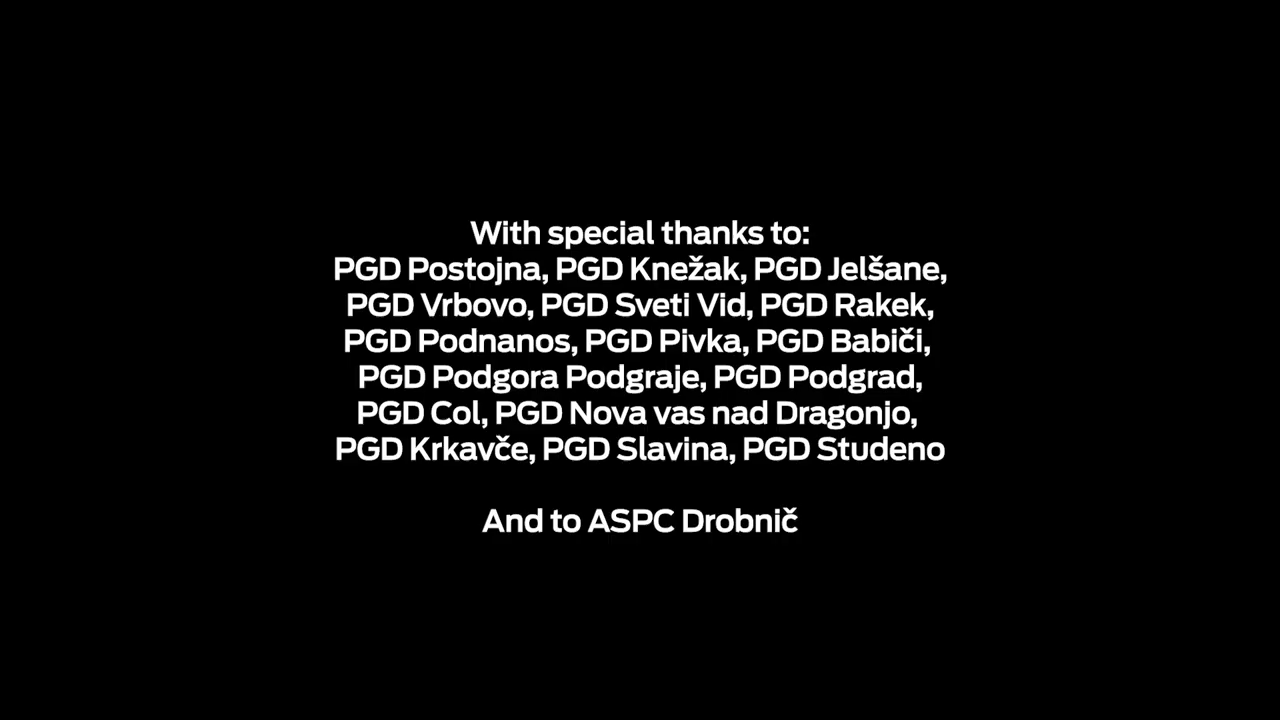 With special thanks to:
PGD Postojna, PGD Knežak, PGD Jelšane,
PGD Vrbovo, PGD Sveti Vid, PGD Rakek,
PGD Podnanos, PGD Pivka, PGD Babiči,
PGD Podgora Podgraje, PGD Podgrad,
PGD Col, PGD Nova vas nad Dragonjo,
PGD Krkavče, PGD Slavina, PGD Studeno
And to ASPC Drobnič